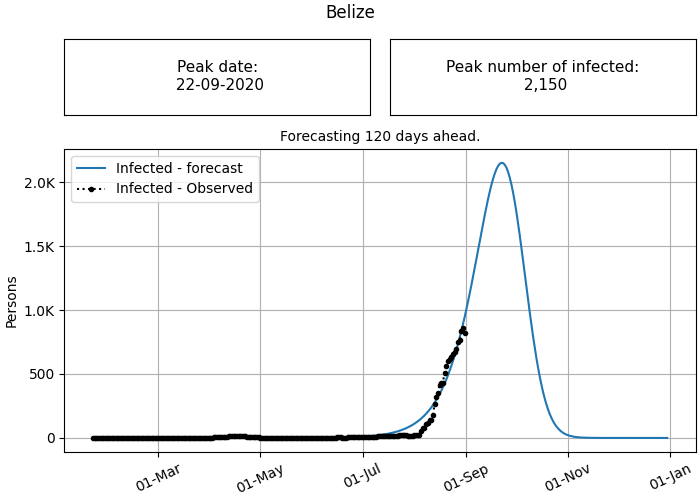 Belize
Peak date:
22-09-2020
Peak number of infected:
2,150
Forecasting 120 days ahead.
Infected - forecast
Infected - Observed
2.0K
1.5K
1.0K
500
0
Persons
01-Mar
01-May
01-Jul
01-Sep
01-Nov
01-Jan